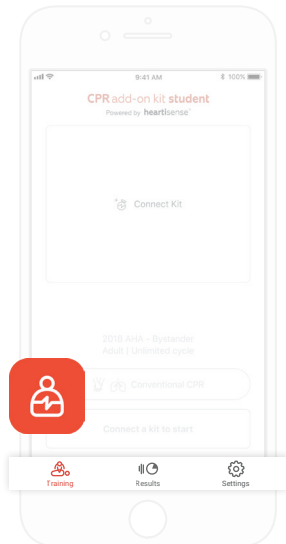 9:41 AM
100%
CPR add-on kit student
Powered by heartisense
Connect Kit
2018 AHA - Bystander
Adult | Unlimited cycle
Conventional CPR
Connect a kit to start
Training
Results
Settings